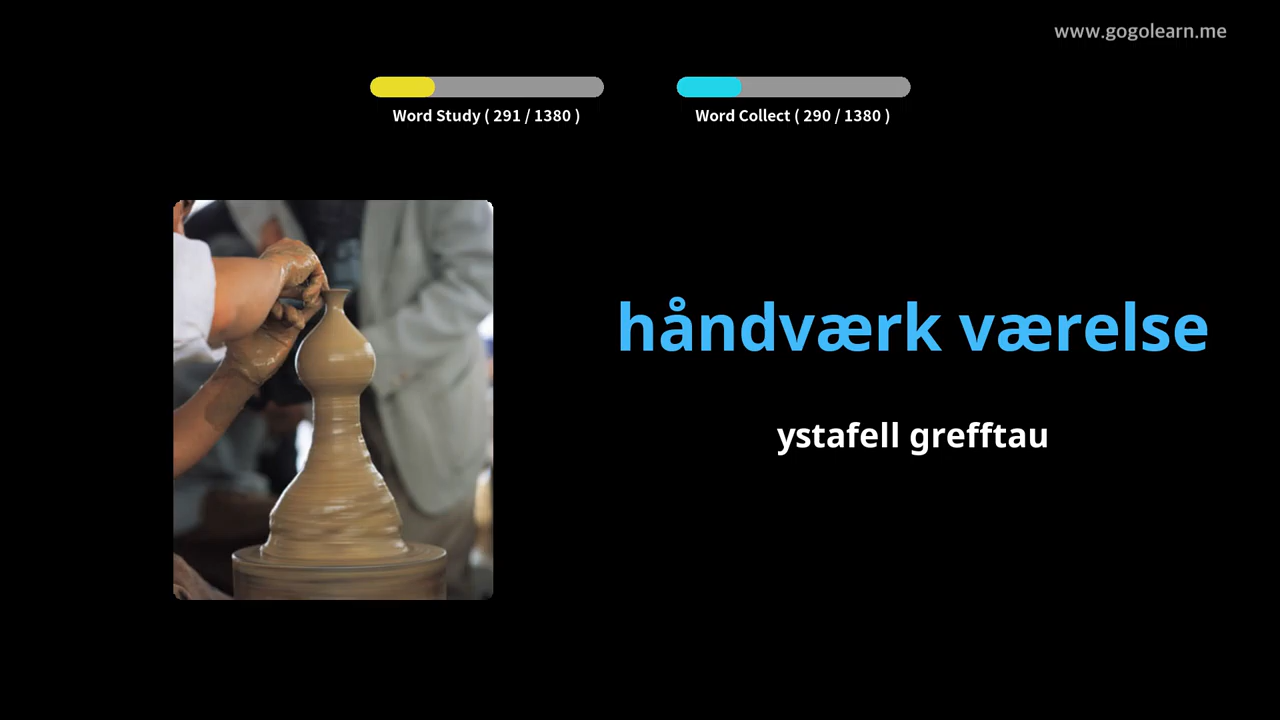 www.gogolearn.me
Word Study ( 291 / 1380 )
Word Collect ( 290 / 1380 )
håndværk værelse
ystafell grefftau